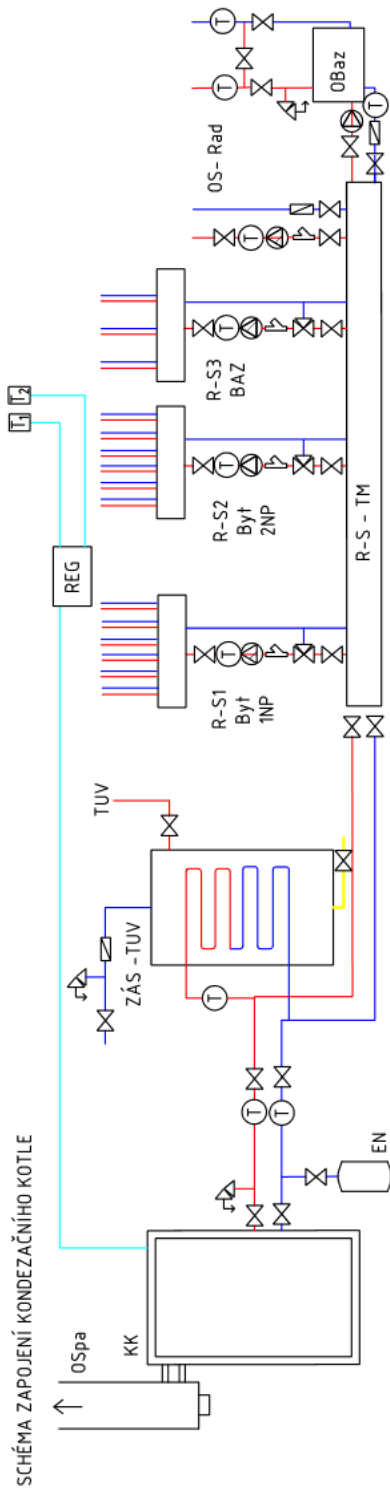 SCHÉMA ZAPOJENÍ KONDEZAČNÍHO KOTLE
OSpa
KK
EN
T
T
T
ZÁS -TUV
TUV
REG
T1
T2
R-S1
Byt
1NP
T
R-S2
Byt
2NP
T
R-S3
BAZ
T
OS- Rad
T
R-S - TM
OBaz
T
T
T